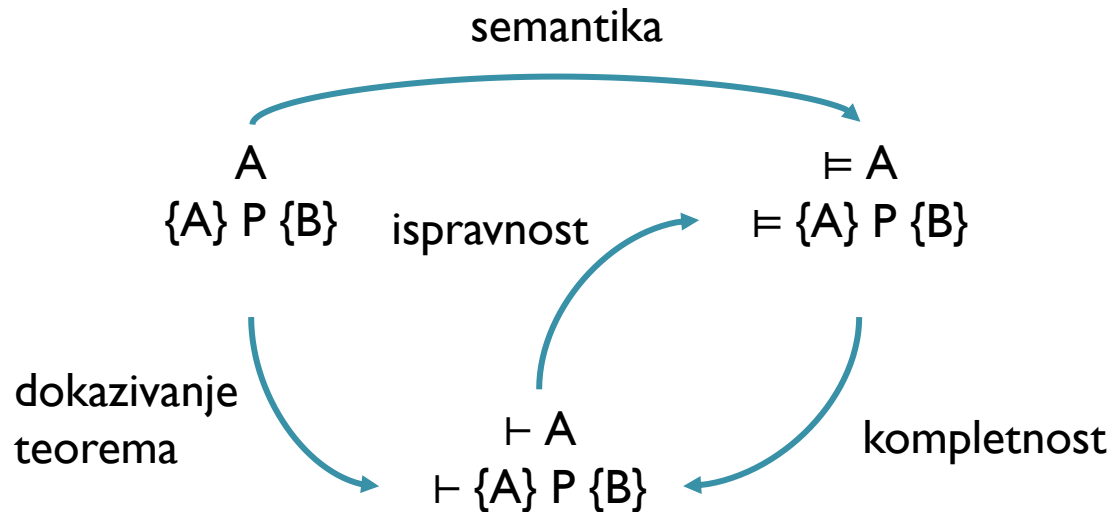 semantika
A
{A} P {B}
ispravnost
⊨ A
⊨ {A} P {B}
dokazivanje
teorema
⊢ A
⊢ {A} P {B}
kompletnost